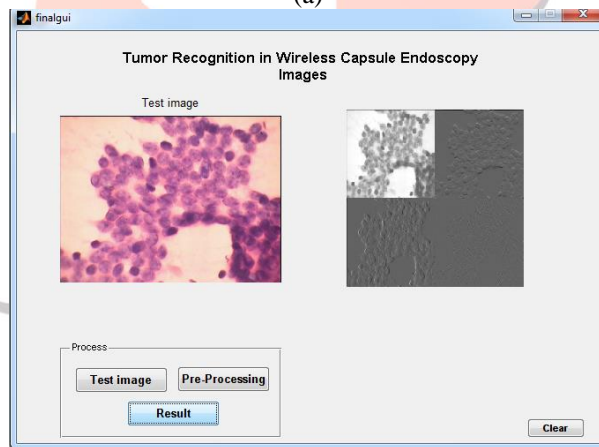 (a)
finalgui
Tumor Recognition in Wireless Capsule Endoscopy
Images
Test image
Process
Test image
Pre-Processing
Result
Clear